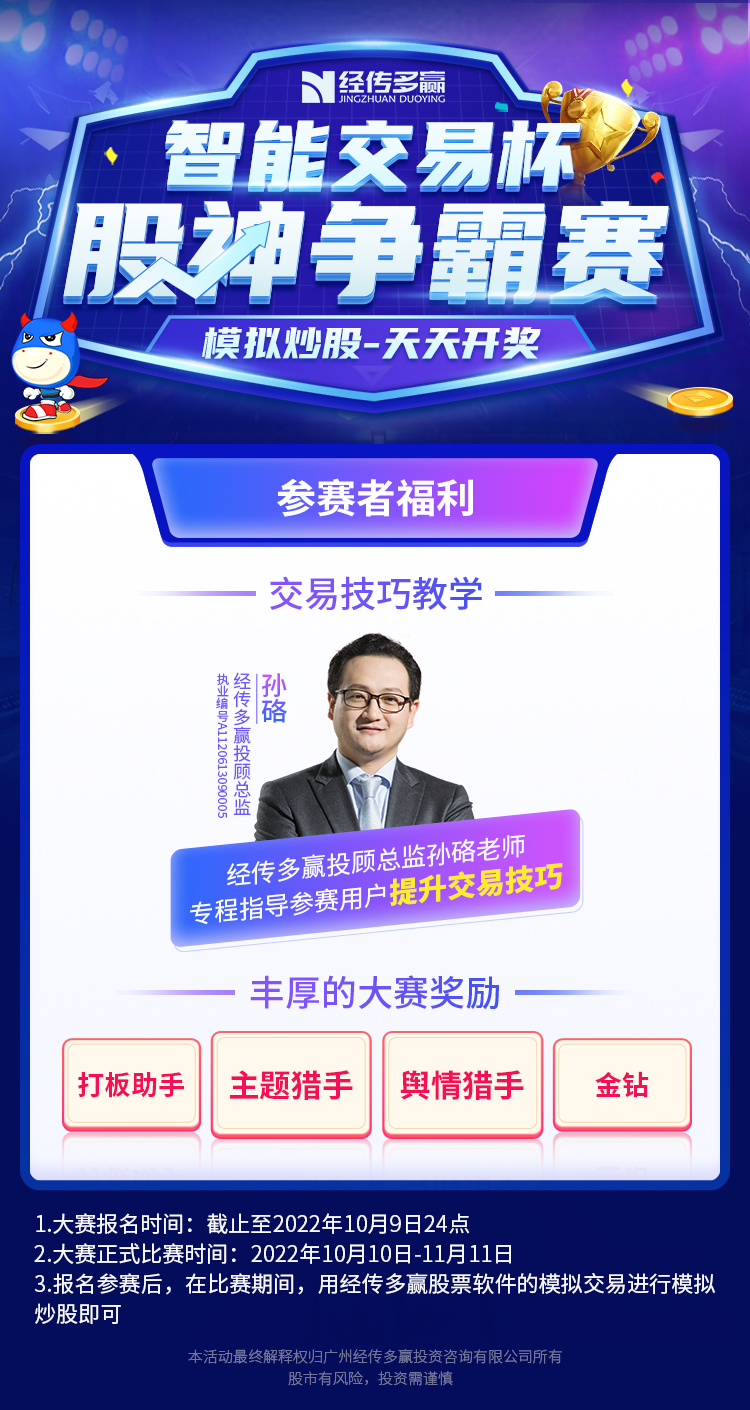 经传多赢
JINGZHUAN DUOYING
智能交易杯
股神争霸赛
模拟炒股-天天开奖
参赛者福利
交易技巧教学
孙硌
经传多赢投顾总监
执业编号A1120613090005
经传多赢投顾总监孙硌老师
专程指导参赛用户提升交易技巧
丰厚的大赛奖励
打板助手
主题猎手
舆情猎手
金钻
1.大赛报名时间：截止至2022年10月9日24点
2.大赛正式比赛时间：2022年10月10日-11月11日
3.报名参赛后，在比赛期间，用经传多赢股票软件的模拟交易进行模拟
炒股即可
本活动最终解释权归广州经传多赢投资咨询有限公司所有
股市有风险，投资需谨慎